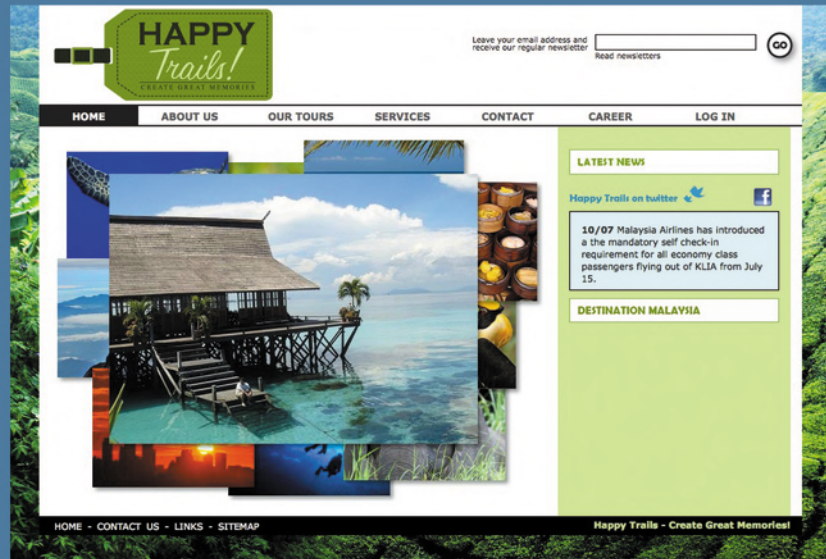 HAPPY
Trails!
CREATE GREAT MEMORIES
Leave your email address and
receive our regular newsletter
GO
Read newsletters
HOME ABOUT US OUR TOURS SERVICES CONTACT CAREER LOG IN
LATEST NEWS
Happy Trails on twitter
f
10/07 Malaysia Airlines has introduced
a the mandatory self check-in
requirement for all economy class
passengers flying out of KLIA from July
15.
DESTINATION MALAYSIA
HOME - CONTACT US - LINKS - SITEMAP
Happy Trails - Create Great Memories!